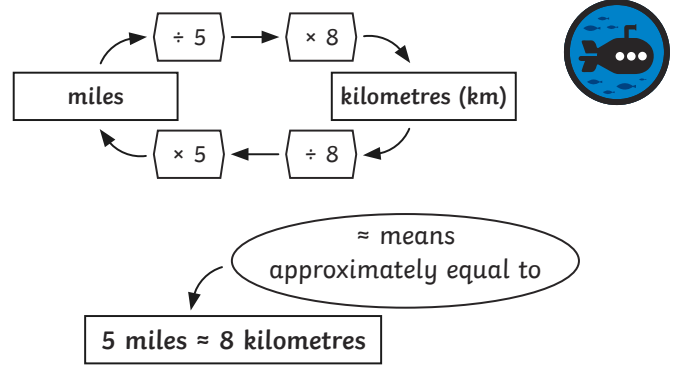 ÷ 5
× 8
miles
kilometres (km)
× 5
÷ 8
≈ means
approximately equal to
5 miles ≈ 8 kilometres